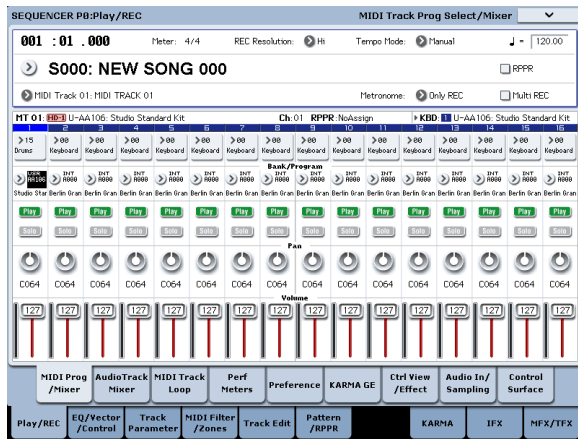 SEQUENCER P0:Play/REC MIDI Track Prog Select/Mixer
001 :01 .000 Meter: 4/4 REC Resolution: Hi Tempo Mode: Manual ♩ = 120.00
S000: NEW SONG 000 RPPR
MIDI Track 01: MIDI TRACK 01 Metronome: Only REC Multi REC
MT 01: HD-1 U-AA106: Studio Standard Kit Ch:01 RPPR:NoAssign KBD: 1 U-AA106: Studio Standard Kit
1 2 3 4 5 6 7 8 9 10 11 12 13 14 15 16
>15 >00 >00 >00 >00 >00 >00 >00 >00 >00 >00 >00 >00 >00 >00 >00
Drums Keyboard Keyboard Keyboard Keyboard Keyboard Keyboard Keyboard Keyboard Keyboard Keyboard Keyboard Keyboard Keyboard Keyboard Keyboard
Bank/Program
USER INT INT INT INT INT INT INT INT INT INT INT INT INT INT INT
AA106 A000 A000 A000 A000 A000 A000 A000 A000 A000 A000 A000 A000 A000 A000 A000
Studio Star Berlin Gran Berlin Gran Berlin Gran Berlin Gran Berlin Gran Berlin Gran Berlin Gran Berlin Gran Berlin Gran Berlin Gran Berlin Gran Berlin Gran Berlin Gran Berlin Gran Berlin Gran
Play Play Play Play Play Play Play Play Play Play Play Play Play Play Play Play
Solo Solo Solo Solo Solo Solo Solo Solo Solo Solo Solo Solo Solo Solo Solo Solo
Pan
C064 C064 C064 C064 C064 C064 C064 C064 C064 C064 C064 C064 C064 C064 C064 C064
Volume
127 127 127 127 127 127 127 127 127 127 127 127 127 127 127 127
MIDI Prog /Mixer AudioTrack Mixer MIDI Track Loop Perf Meters Preference KARMA GE Ctrl View /Effect Audio In/ Sampling Control Surface
Play/REC EQ/Vector /Control Track Parameter MIDI Filter /Zones Track Edit Pattern /RPPR KARMA IFX MFX/TFX